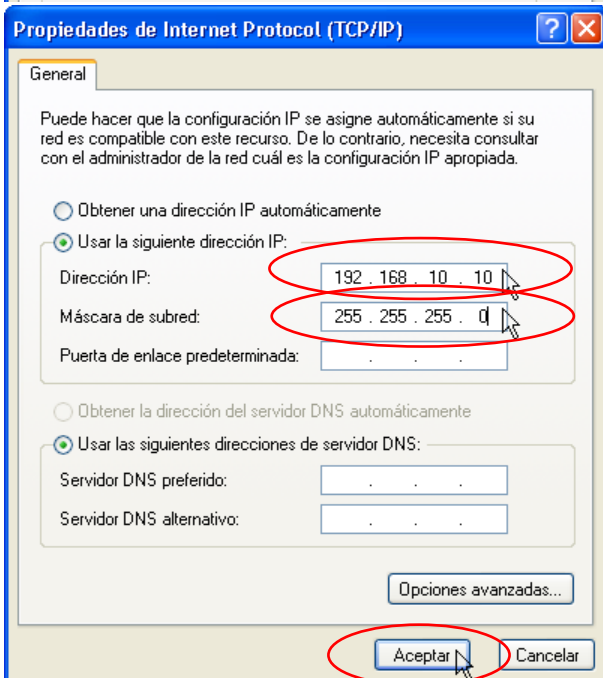 Propiedades de Internet Protocol (TCP/IP)
General
Puede hacer que la configuración IP se asigne automáticamente si su
red es compatible con este recurso. De lo contrario, necesita consultar
con el administrador de la red cuál es la configuración IP apropiada.
Obtener una dirección IP automáticamente
Usar la siguiente dirección IP:
Dirección IP: 192 . 168 . 10 . 10
Máscara de subred: 255 . 255 . 255 . 0
Puerta de enlace predeterminada: . . .
Obtener la dirección del servidor DNS automáticamente
Usar las siguientes direcciones de servidor DNS:
Servidor DNS preferido: . . .
Servidor DNS alternativo: . . .
Opciones avanzadas...
Aceptar Cancelar